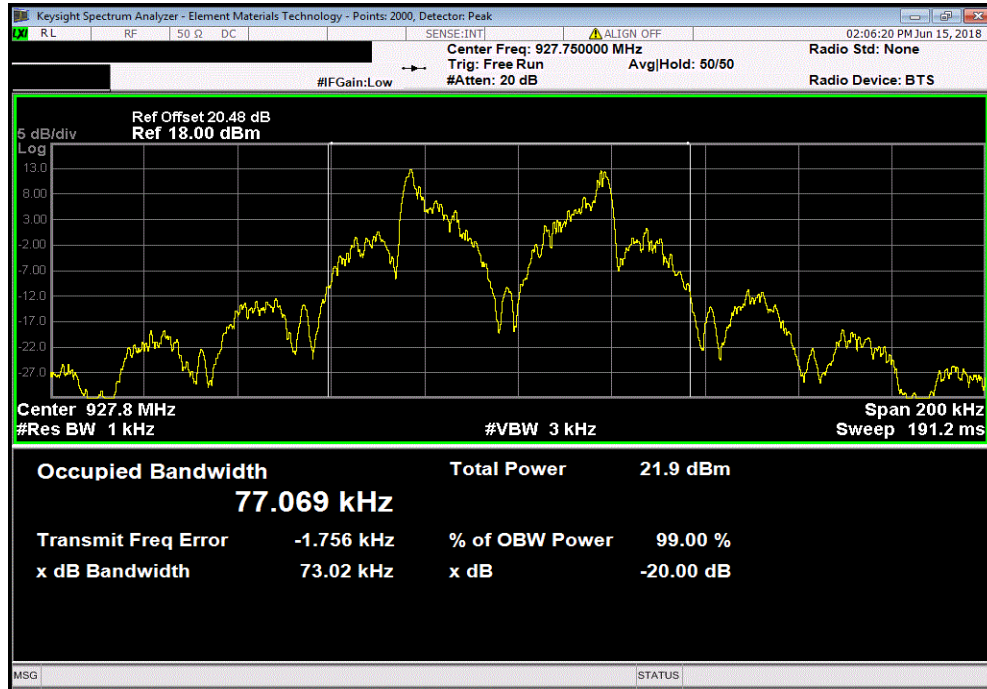 Keysight Spectrum Analyzer - Element Materials Technology - Points: 2000, Detector: Peak
LXI RL RF 50 Ω DC SENSE:INT ALIGN OFF 02:06:20 PM Jun 15, 2018
Center Freq: 927.750000 MHz Radio Std: None
Trig: Free Run Avg|Hold: 50/50
#IFGain:Low #Atten: 20 dB Radio Device: BTS
Ref Offset 20.48 dB
5 dB/div Ref 18.00 dBm
Log
13.0
8.00
3.00
-2.00
-7.00
-12.0
-17.0
-22.0
-27.0
Center 927.8 MHz Span 200 kHz
#Res BW 1 kHz #VBW 3 kHz Sweep 191.2 ms
Occupied Bandwidth Total Power 21.9 dBm
77.069 kHz
Transmit Freq Error -1.756 kHz % of OBW Power 99.00 %
x dB Bandwidth 73.02 kHz x dB -20.00 dB
MSG STATUS